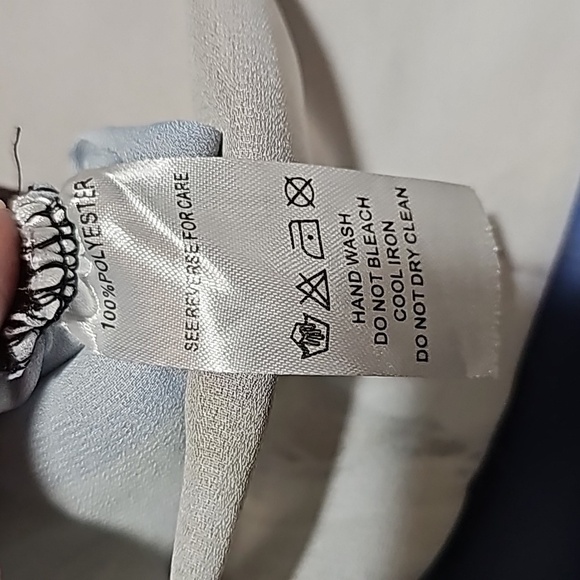 100%POLYESTER
SEE REVERSE FOR CARE
HAND WASH
DO NOT BLEACH
COOL IRON
DO NOT DRY CLEAN